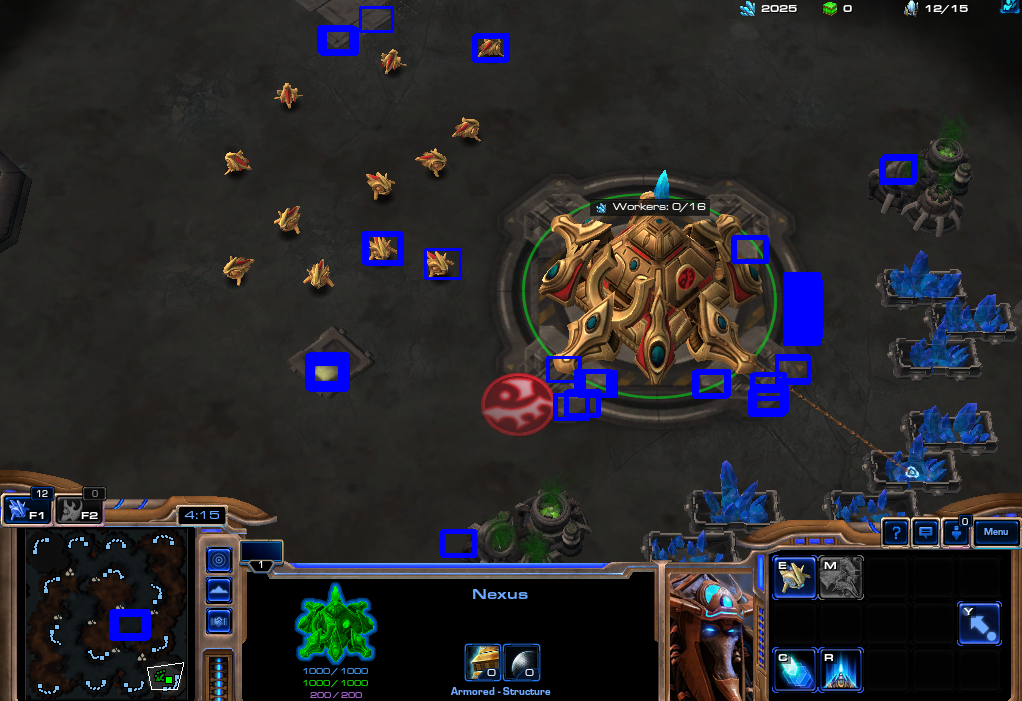 2025 0 12/15
Workers: 0/16
12 0
F1 F2
4:15
0
? Menu
1
Nexus
E M
Y
1000/1000
1000/1000
200/200
0 0
C R
Armored - Structure